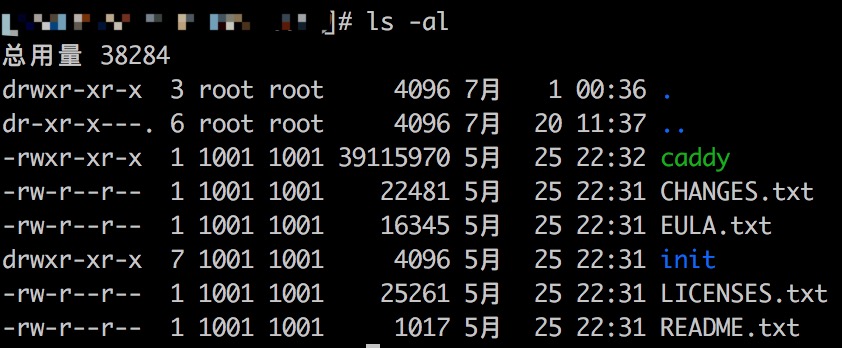 ]# ls -al
总用量 38284
drwxr-xr-x 3 root root 4096 7月 1 00:36 .
dr-xr-x---. 6 root root 4096 7月 20 11:37 ..
-rwxr-xr-x 1 1001 1001 39115970 5月 25 22:32 caddy
-rw-r--r-- 1 1001 1001 22481 5月 25 22:31 CHANGES.txt
-rw-r--r-- 1 1001 1001 16345 5月 25 22:31 EULA.txt
drwxr-xr-x 7 1001 1001 4096 5月 25 22:31 init
-rw-r--r-- 1 1001 1001 25261 5月 25 22:31 LICENSES.txt
-rw-r--r-- 1 1001 1001 1017 5月 25 22:31 README.txt